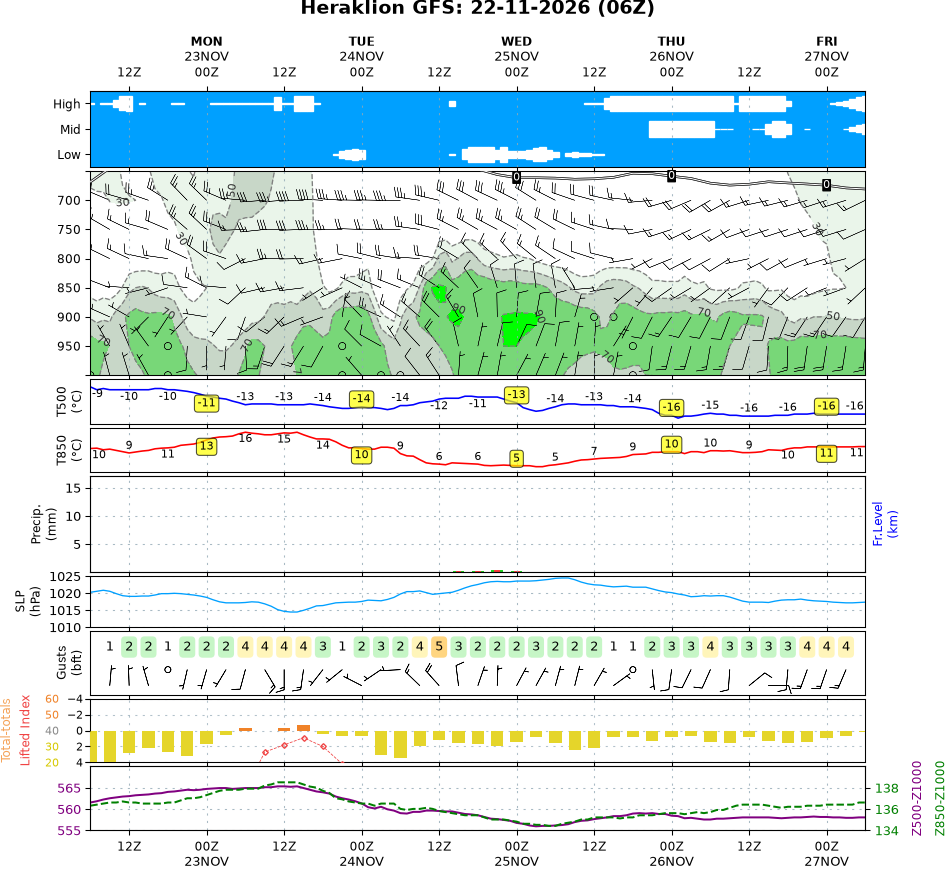 Heraklion GFS: 22-11-2026 (06Z)
MON TUE WED THU FRI
23NOV 24NOV 25NOV 26NOV 27NOV
12Z 00Z 12Z 00Z 12Z 00Z 12Z 00Z 12Z 00Z
High
Mid
Low
0 0 0
700
750
800
850
900
950
30 50 30 70 70 90 90 70 70 30 50 70 70
T500 (°C)
-9 -10 -10 -11 -13 -13 -14 -14 -14 -12 -11 -13 -14 -13 -14 -16 -15 -16 -16 -16 -16
T850 (°C)
10 9 11 13 16 15 14 10 9 6 6 5 5 7 9 10 10 9 10 11 11
Precip. (mm)
15
10
5
Fr.Level (km)
SLP (hPa)
1025
1020
1015
1010
Gusts (bft)
1 2 2 1 2 2 2 4 4 4 4 3 1 2 3 2 4 5 3 2 2 2 3 2 2 2 1 1 2 3 3 4 3 3 3 3 4 4 4
Total-totals
Lifted Index
60 −4
50 −2
40 0
30 2
20 4
565 138
560 136
555 134
Z500-Z1000
Z850-Z1000
12Z 00Z 12Z 00Z 12Z 00Z 12Z 00Z 12Z 00Z
23NOV 24NOV 25NOV 26NOV 27NOV